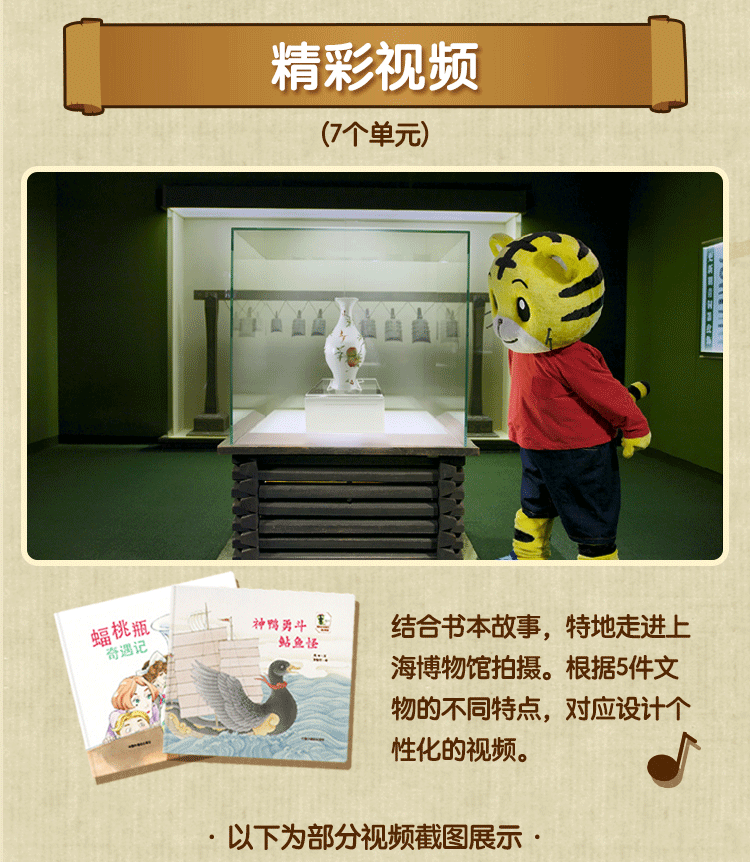 精彩视频
(7个单元)
蝠桃瓶
奇遇记
神鸭勇斗
鲇鱼怪
结合书本故事，特地走进上
海博物馆拍摄。根据5件文
物的不同特点，对应设计个
性化的视频。
· 以下为部分视频截图展示 ·